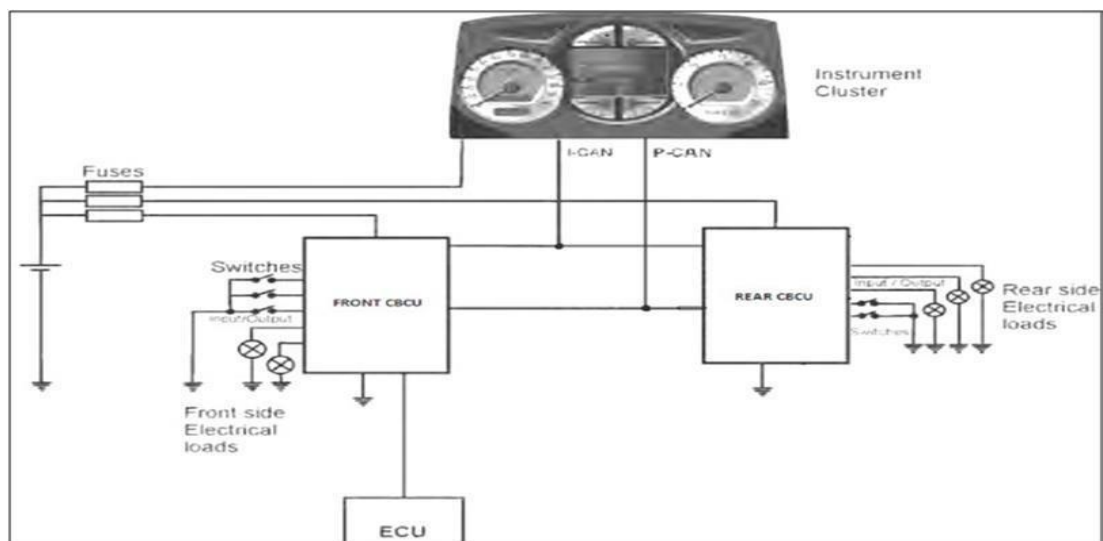 Instrument
Cluster
I-CAN
P-CAN
Fuses
Switches
FRONT CBCU
Input/Output
REAR CBCU
Input / Output
Switches
Rear side
Electrical
loads
Front side
Electrical
loads
ECU